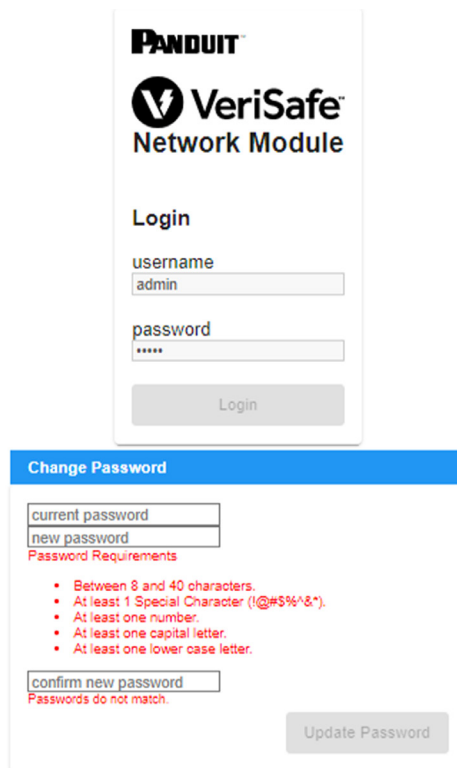 PANDUIT™
VeriSafe™
Network Module
Login
username
admin
password
•••••
Login
Change Password
current password
new password
Password Requirements
• Between 8 and 40 characters.
• At least 1 Special Character (!@#$%^&*).
• At least one number.
• At least one capital letter.
• At least one lower case letter.
confirm new password
Passwords do not match.
Update Password